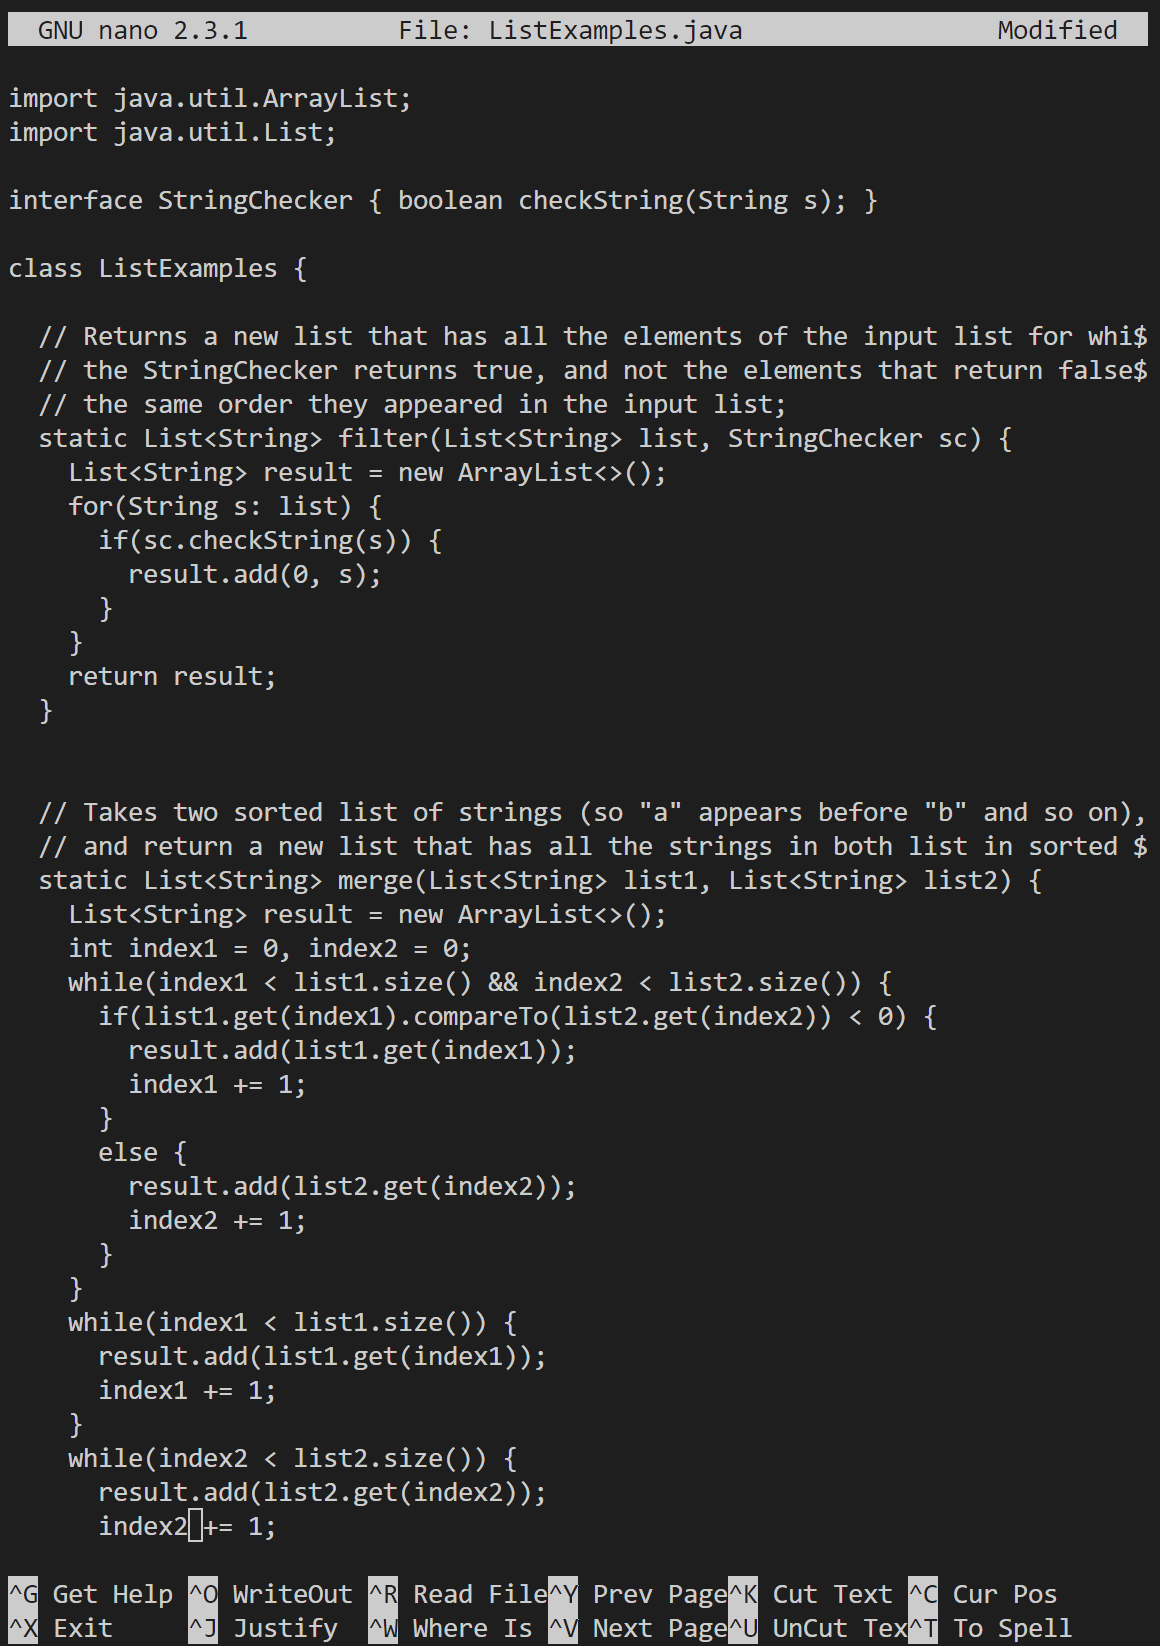 GNU nano 2.3.1          File: ListExamples.java                 Modified

import java.util.ArrayList;
import java.util.List;

interface StringChecker { boolean checkString(String s); }

class ListExamples {

  // Returns a new list that has all the elements of the input list for whi$
  // the StringChecker returns true, and not the elements that return false$
  // the same order they appeared in the input list;
  static List<String> filter(List<String> list, StringChecker sc) {
    List<String> result = new ArrayList<>();
    for(String s: list) {
      if(sc.checkString(s)) {
        result.add(0, s);
      }
    }
    return result;
  }


  // Takes two sorted list of strings (so "a" appears before "b" and so on),
  // and return a new list that has all the strings in both list in sorted $
  static List<String> merge(List<String> list1, List<String> list2) {
    List<String> result = new ArrayList<>();
    int index1 = 0, index2 = 0;
    while(index1 < list1.size() && index2 < list2.size()) {
      if(list1.get(index1).compareTo(list2.get(index2)) < 0) {
        result.add(list1.get(index1));
        index1 += 1;
      }
      else {
        result.add(list2.get(index2));
        index2 += 1;
      }
    }
    while(index1 < list1.size()) {
      result.add(list1.get(index1));
      index1 += 1;
    }
    while(index2 < list2.size()) {
      result.add(list2.get(index2));
      index2 += 1;

^G Get Help ^O WriteOut ^R Read File^Y Prev Page^K Cut Text ^C Cur Pos
^X Exit     ^J Justify  ^W Where Is ^V Next Page^U UnCut Tex^T To Spell